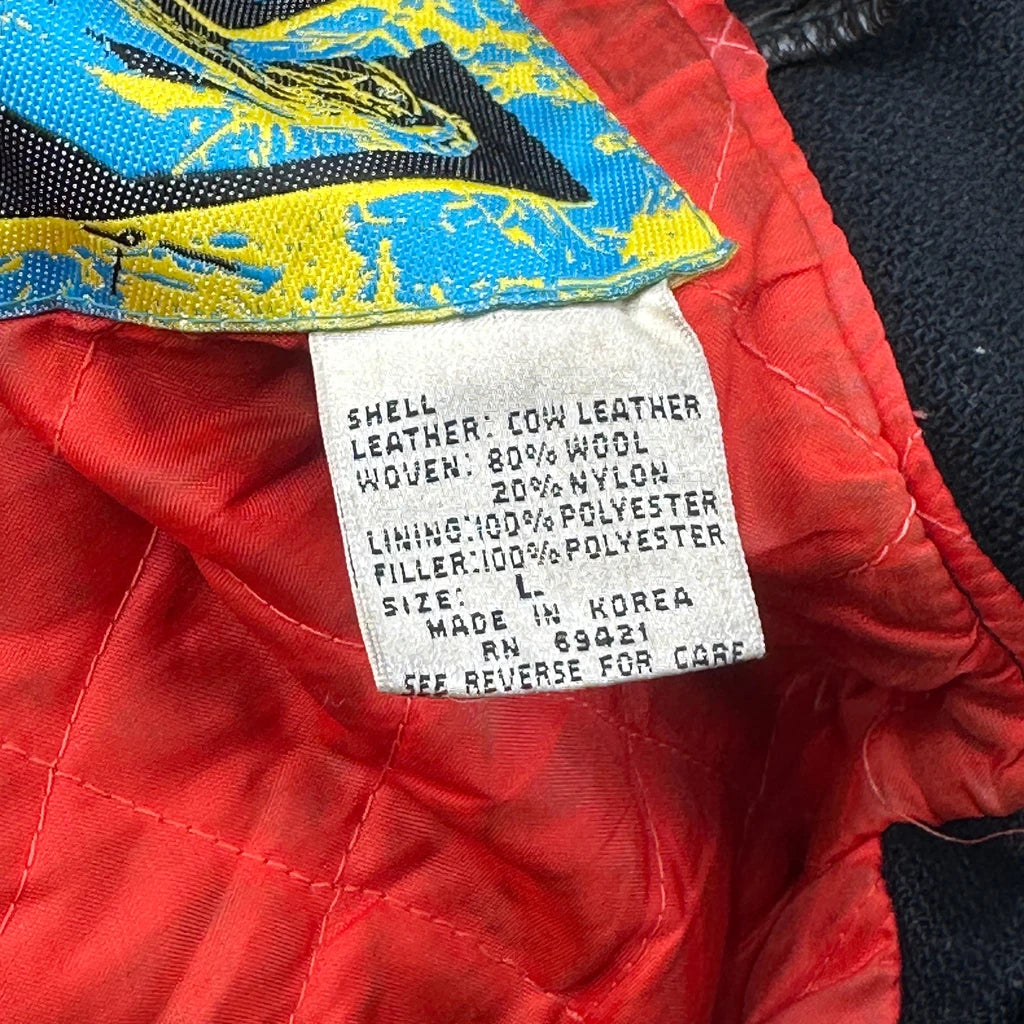 SHELL
LEATHER: COW LEATHER
WOVEN: 80% WOOL
20% NYLON
LINING:100% POLYESTER
FILLER:100% POLYESTER
SIZE: L
MADE IN KOREA
RN 69421
SEE REVERSE FOR CARE